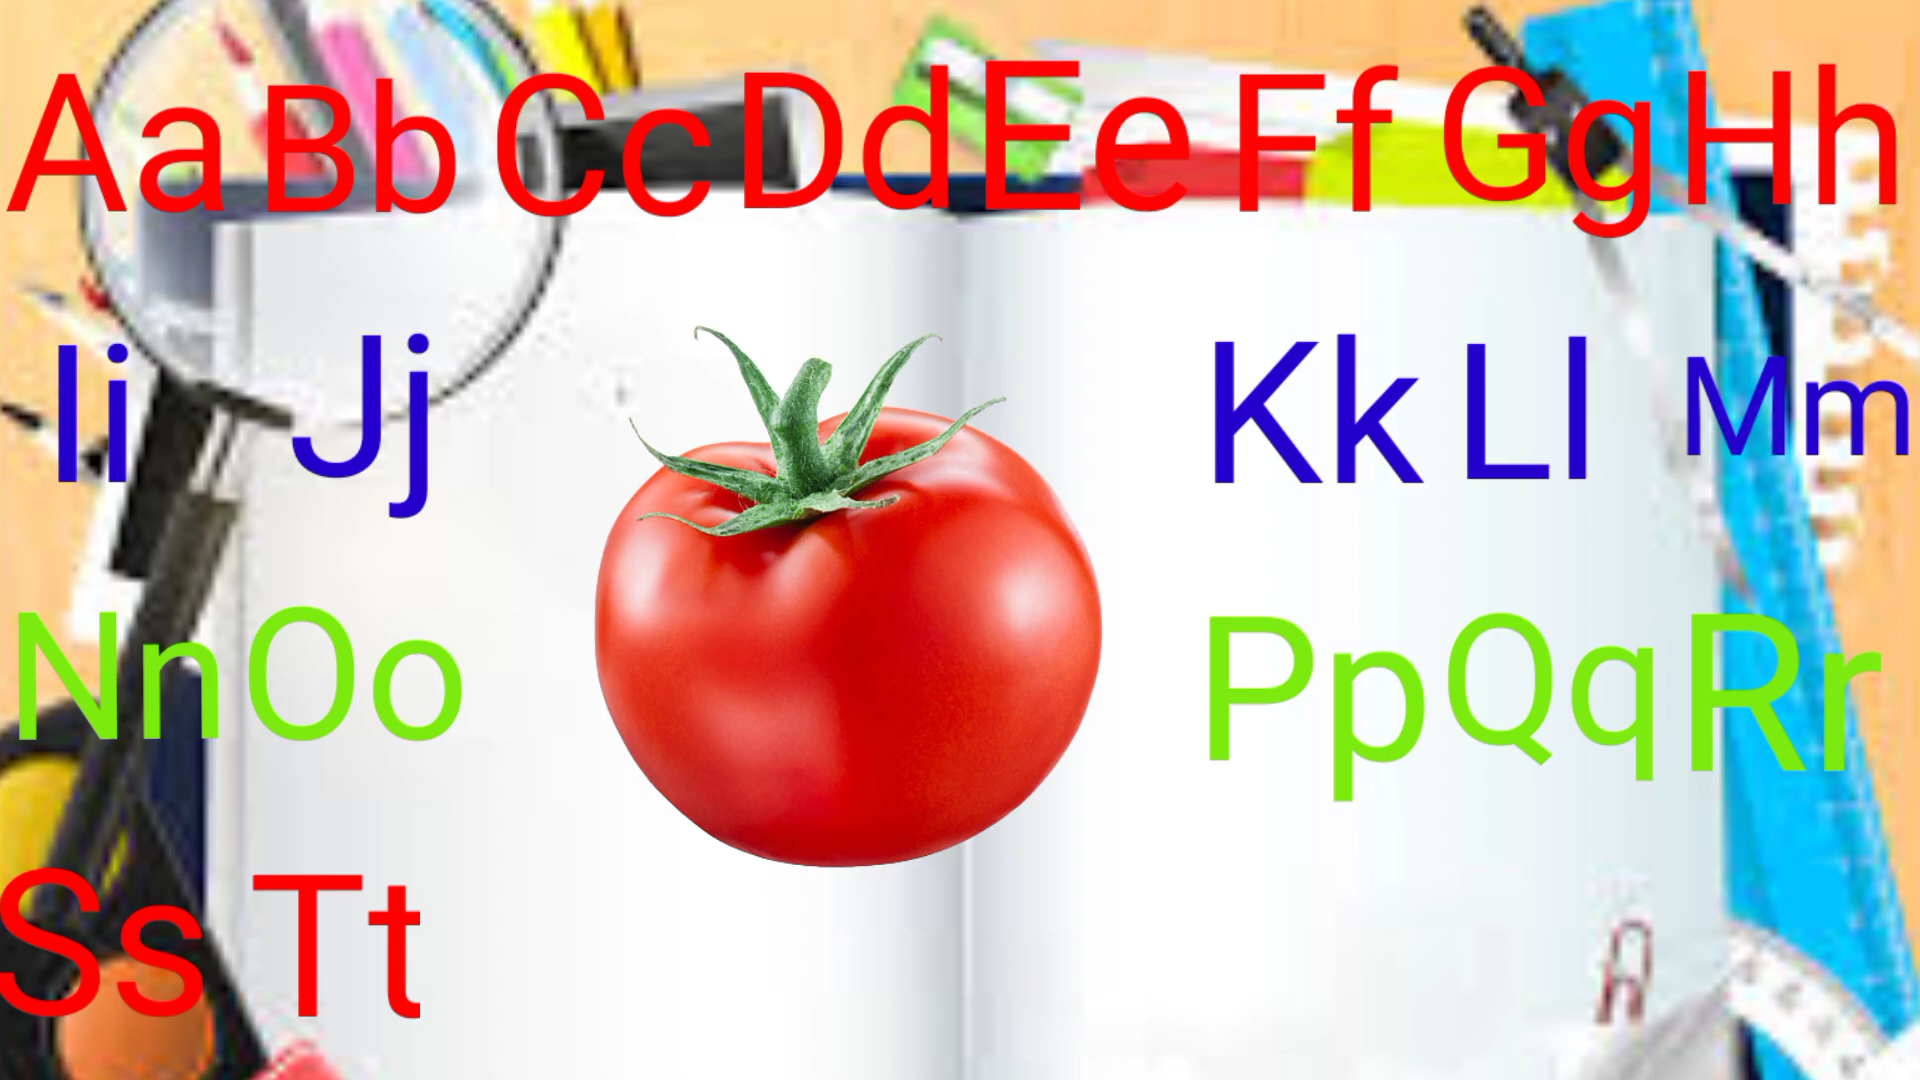 Aa Bb Cc Dd Ee Ff Gg Hh
Ii Jj Kk Ll Mm
Nn Oo Pp Qq Rr
Ss Tt
A